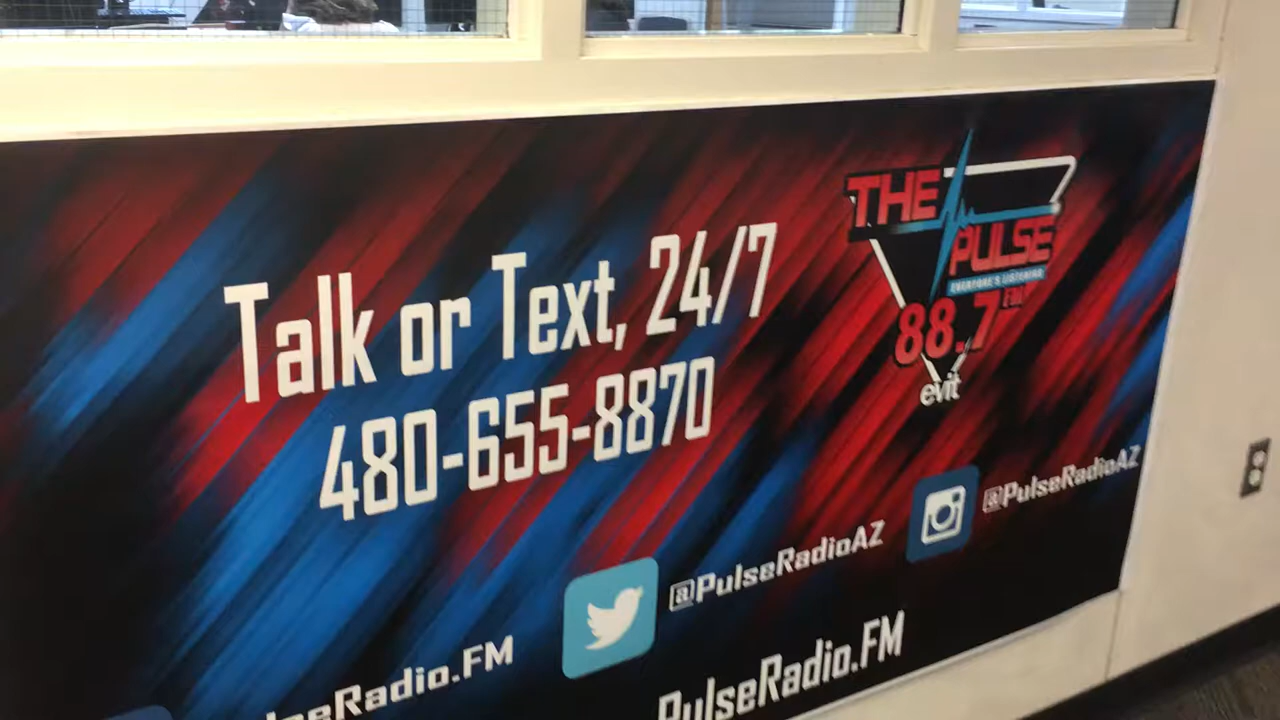 Talk or Text, 24/7
480-655-8870
THE
PULSE
EVERYONE'S LISTENING
88.7 FM
evit
@PulseRadioAZ
@PulseRadioAZ
PulseRadio.FM